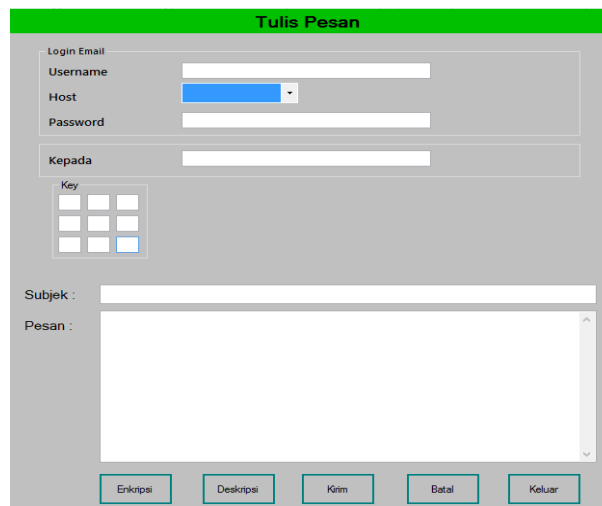 Tulis Pesan
Login Email
Username
Host
Password
Kepada
Key
Subjek :
Pesan :
Enkripsi Deskripsi Kirim Batal Keluar